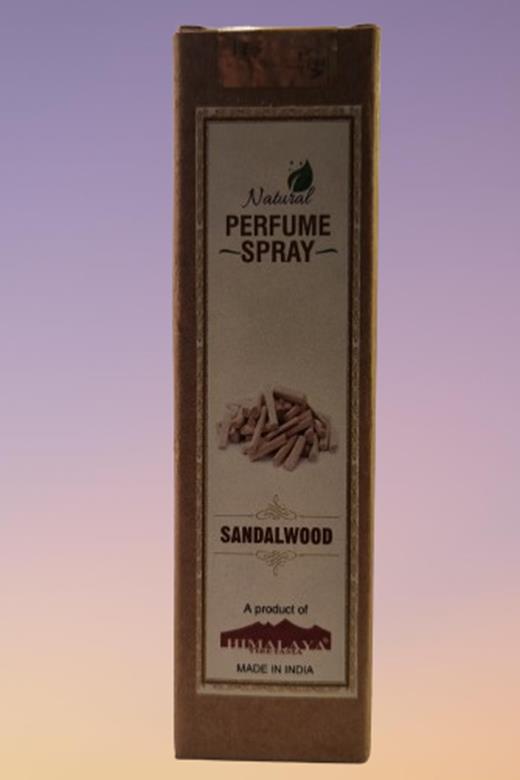 Natural
PERFUME
SPRAY
SANDALWOOD
A product of
HIMALAYA
MADE IN INDIA